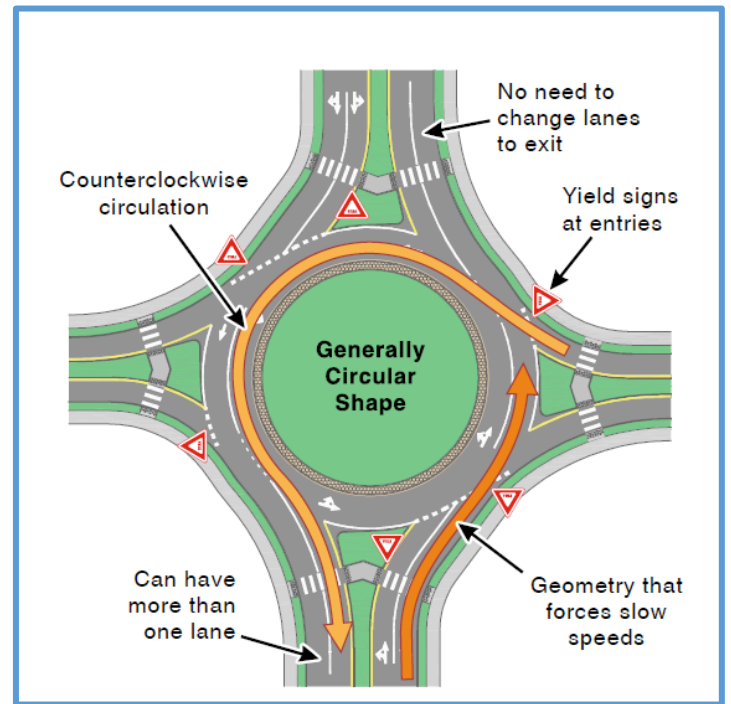 No need to
change lanes
to exit
Counterclockwise
circulation
Yield signs
at entries
Generally
Circular
Shape
Can have
more than
one lane
Geometry that
forces slow
speeds